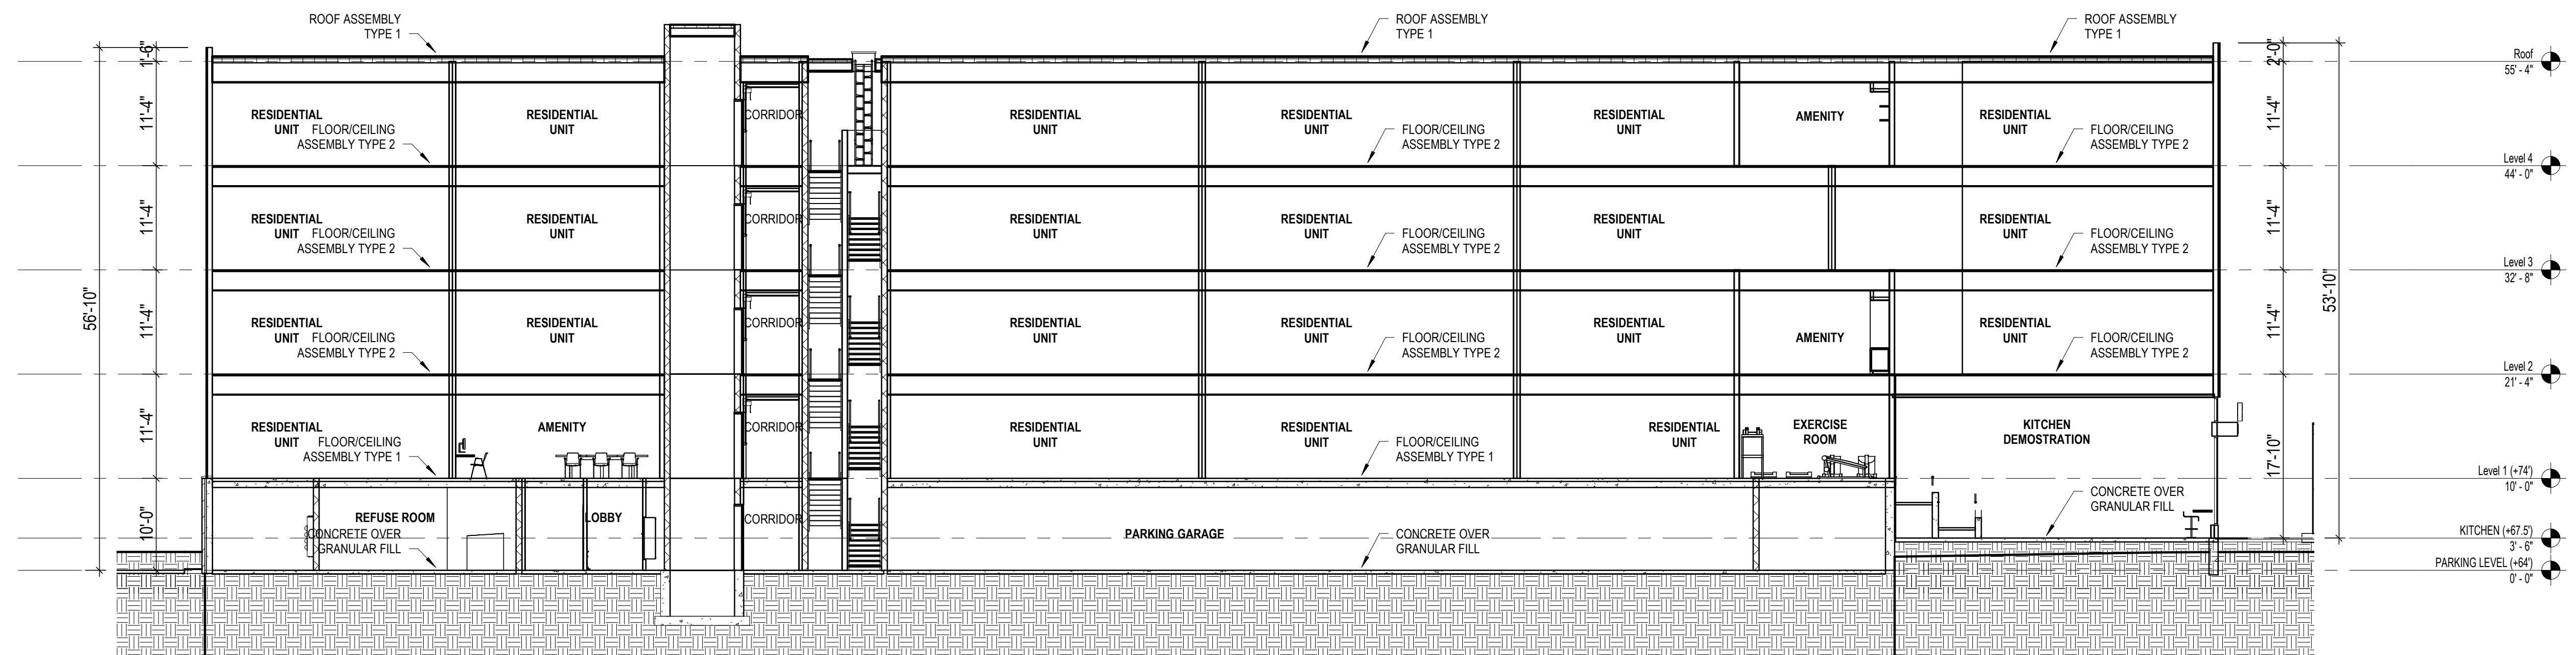 ROOF ASSEMBLY
TYPE 1
ROOF ASSEMBLY
TYPE 1
ROOF ASSEMBLY
TYPE 1
1'-6"
2'-0"
Roof
55' - 4"
11'-4"
RESIDENTIAL
UNIT
FLOOR/CEILING
ASSEMBLY TYPE 2
RESIDENTIAL
UNIT
CORRIDOR
RESIDENTIAL
UNIT
RESIDENTIAL
UNIT
FLOOR/CEILING
ASSEMBLY TYPE 2
RESIDENTIAL
UNIT
AMENITY
RESIDENTIAL
UNIT
FLOOR/CEILING
ASSEMBLY TYPE 2
11'-4"
Level 4
44' - 0"
11'-4"
RESIDENTIAL
UNIT
FLOOR/CEILING
ASSEMBLY TYPE 2
RESIDENTIAL
UNIT
CORRIDOR
RESIDENTIAL
UNIT
RESIDENTIAL
UNIT
FLOOR/CEILING
ASSEMBLY TYPE 2
RESIDENTIAL
UNIT
RESIDENTIAL
UNIT
FLOOR/CEILING
ASSEMBLY TYPE 2
11'-4"
Level 3
32' - 8"
56'-10"
53'-10"
11'-4"
RESIDENTIAL
UNIT
FLOOR/CEILING
ASSEMBLY TYPE 2
RESIDENTIAL
UNIT
CORRIDOR
RESIDENTIAL
UNIT
RESIDENTIAL
UNIT
FLOOR/CEILING
ASSEMBLY TYPE 2
RESIDENTIAL
UNIT
AMENITY
RESIDENTIAL
UNIT
FLOOR/CEILING
ASSEMBLY TYPE 2
11'-4"
Level 2
21' - 4"
11'-4"
RESIDENTIAL
UNIT
FLOOR/CEILING
ASSEMBLY TYPE 1
AMENITY
CORRIDOR
RESIDENTIAL
UNIT
RESIDENTIAL
UNIT
FLOOR/CEILING
ASSEMBLY TYPE 1
RESIDENTIAL
UNIT
EXERCISE
ROOM
KITCHEN
DEMOSTRATION
17'-10"
Level 1 (+74')
10' - 0"
10'-0"
REFUSE ROOM
CONCRETE OVER
GRANULAR FILL
LOBBY
CORRIDOR
PARKING GARAGE
CONCRETE OVER
GRANULAR FILL
CONCRETE OVER
GRANULAR FILL
KITCHEN (+67.5')
3' - 6"
PARKING LEVEL (+64')
0' - 0"